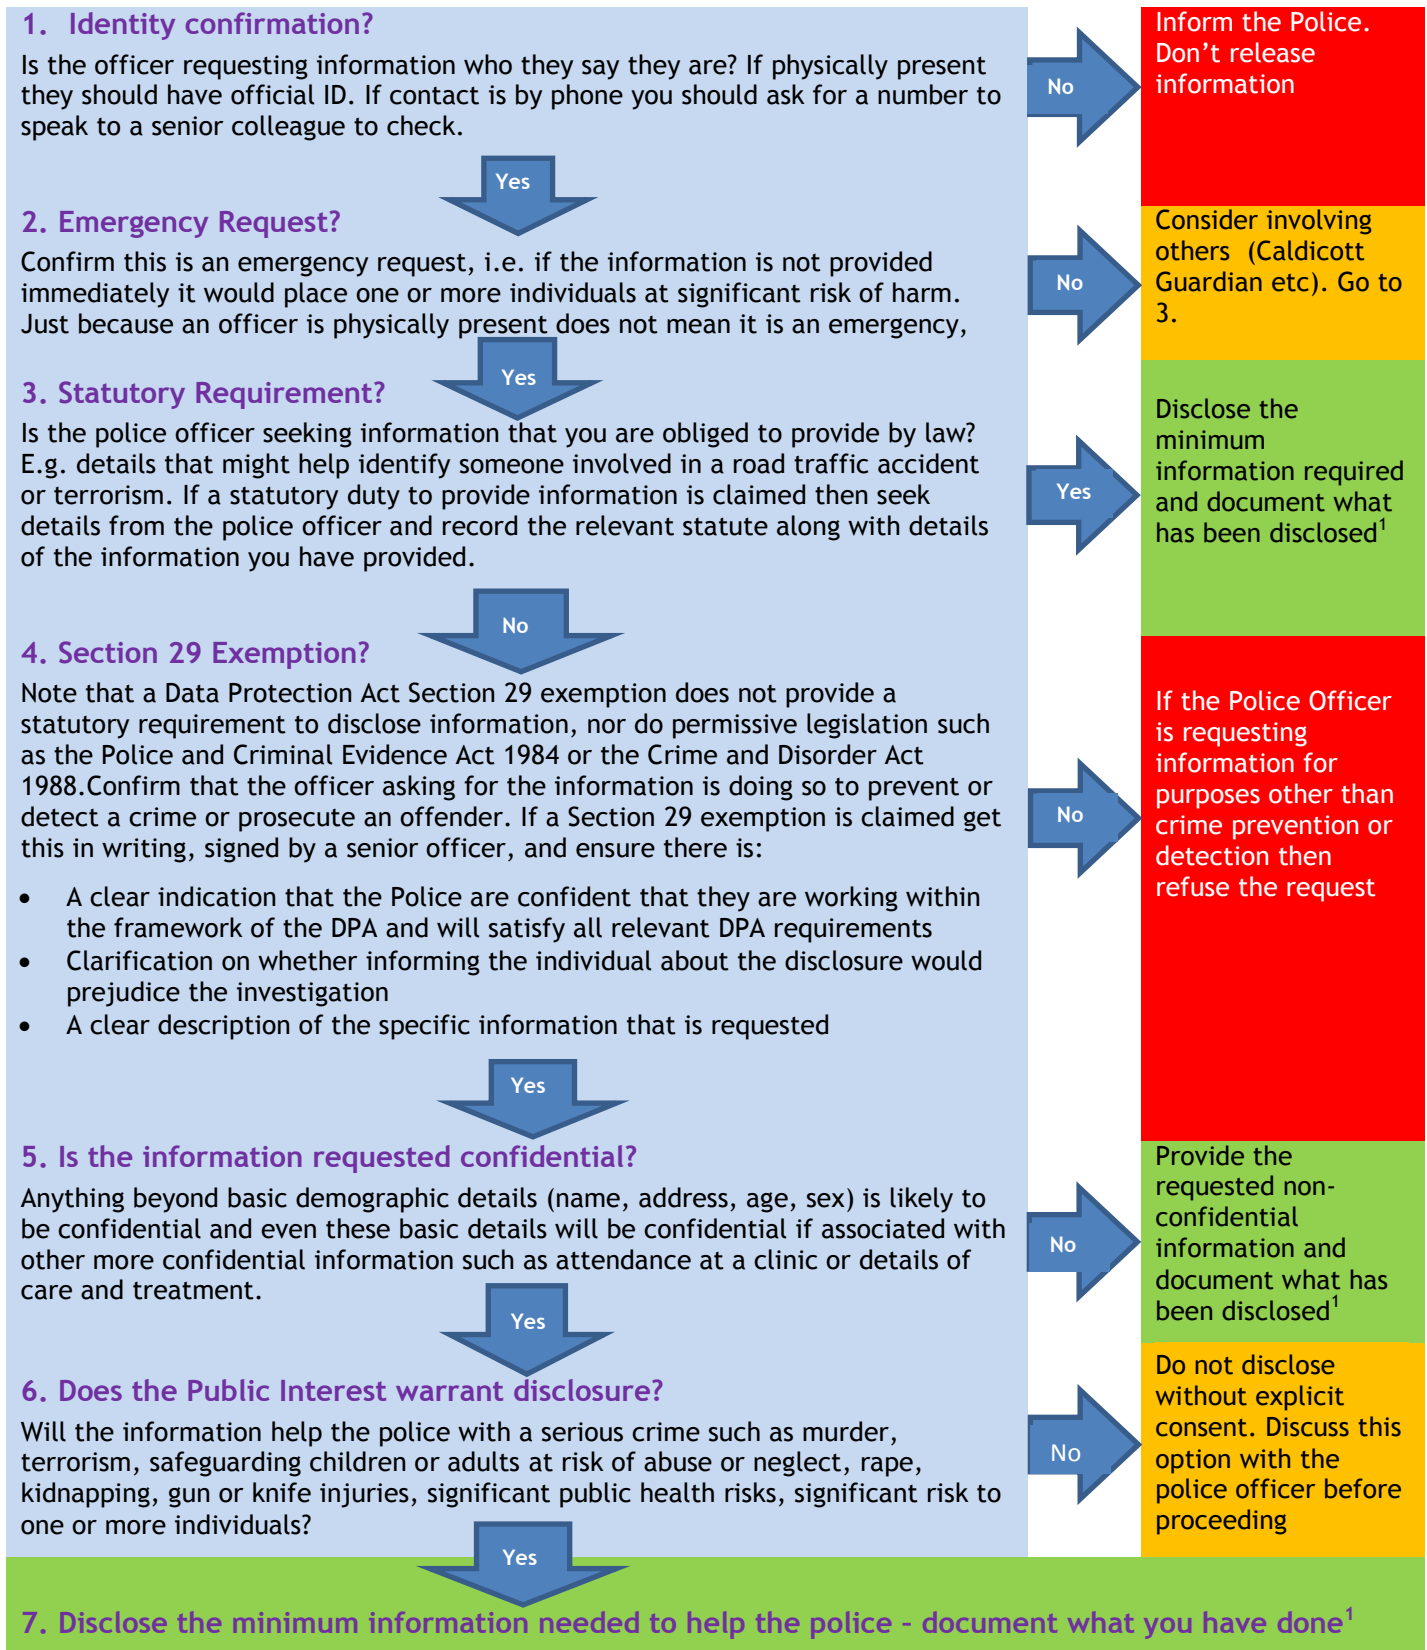 1. Identity confirmation?
Is the officer requesting information who they say they are? If physically present
they should have official ID. If contact is by phone you should ask for a number to
speak to a senior colleague to check.
No
Inform the Police.
Don’t release
information
Yes
2. Emergency Request?
Confirm this is an emergency request, i.e. if the information is not provided
immediately it would place one or more individuals at significant risk of harm.
Just because an officer is physically present does not mean it is an emergency,
No
Consider involving
others (Caldicott
Guardian etc). Go to
3.
Yes
3. Statutory Requirement?
Is the police officer seeking information that you are obliged to provide by law?
E.g. details that might help identify someone involved in a road traffic accident
or terrorism. If a statutory duty to provide information is claimed then seek
details from the police officer and record the relevant statute along with details
of the information you have provided.
Yes
Disclose the
minimum
information required
and document what
has been disclosed¹
No
4. Section 29 Exemption?
Note that a Data Protection Act Section 29 exemption does not provide a
statutory requirement to disclose information, nor do permissive legislation such
as the Police and Criminal Evidence Act 1984 or the Crime and Disorder Act
1988.Confirm that the officer asking for the information is doing so to prevent or
detect a crime or prosecute an offender. If a Section 29 exemption is claimed get
this in writing, signed by a senior officer, and ensure there is:
• A clear indication that the Police are confident that they are working within
the framework of the DPA and will satisfy all relevant DPA requirements
• Clarification on whether informing the individual about the disclosure would
prejudice the investigation
• A clear description of the specific information that is requested
No
If the Police Officer
is requesting
information for
purposes other than
crime prevention or
detection then
refuse the request
Yes
5. Is the information requested confidential?
Anything beyond basic demographic details (name, address, age, sex) is likely to
be confidential and even these basic details will be confidential if associated with
other more confidential information such as attendance at a clinic or details of
care and treatment.
No
Provide the
requested non-
confidential
information and
document what has
been disclosed¹
Yes
6. Does the Public Interest warrant disclosure?
Will the information help the police with a serious crime such as murder,
terrorism, safeguarding children or adults at risk of abuse or neglect, rape,
kidnapping, gun or knife injuries, significant public health risks, significant risk to
one or more individuals?
No
Do not disclose
without explicit
consent. Discuss this
option with the
police officer before
proceeding
Yes
7. Disclose the minimum information needed to help the police – document what you have done¹